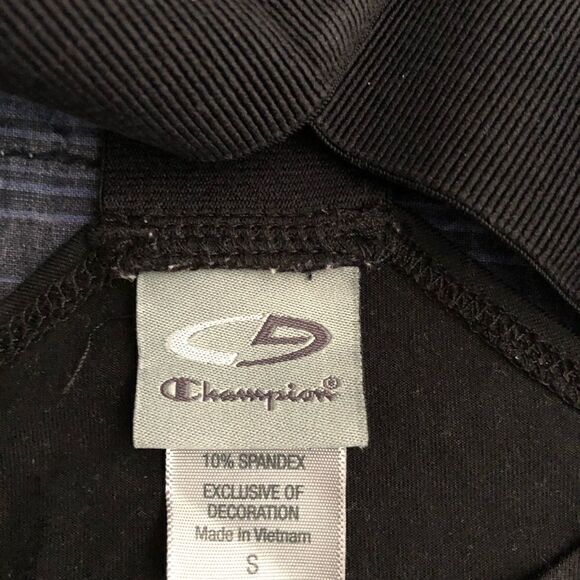 Champion®
10% SPANDEX
EXCLUSIVE OF
DECORATION
Made in Vietnam
S